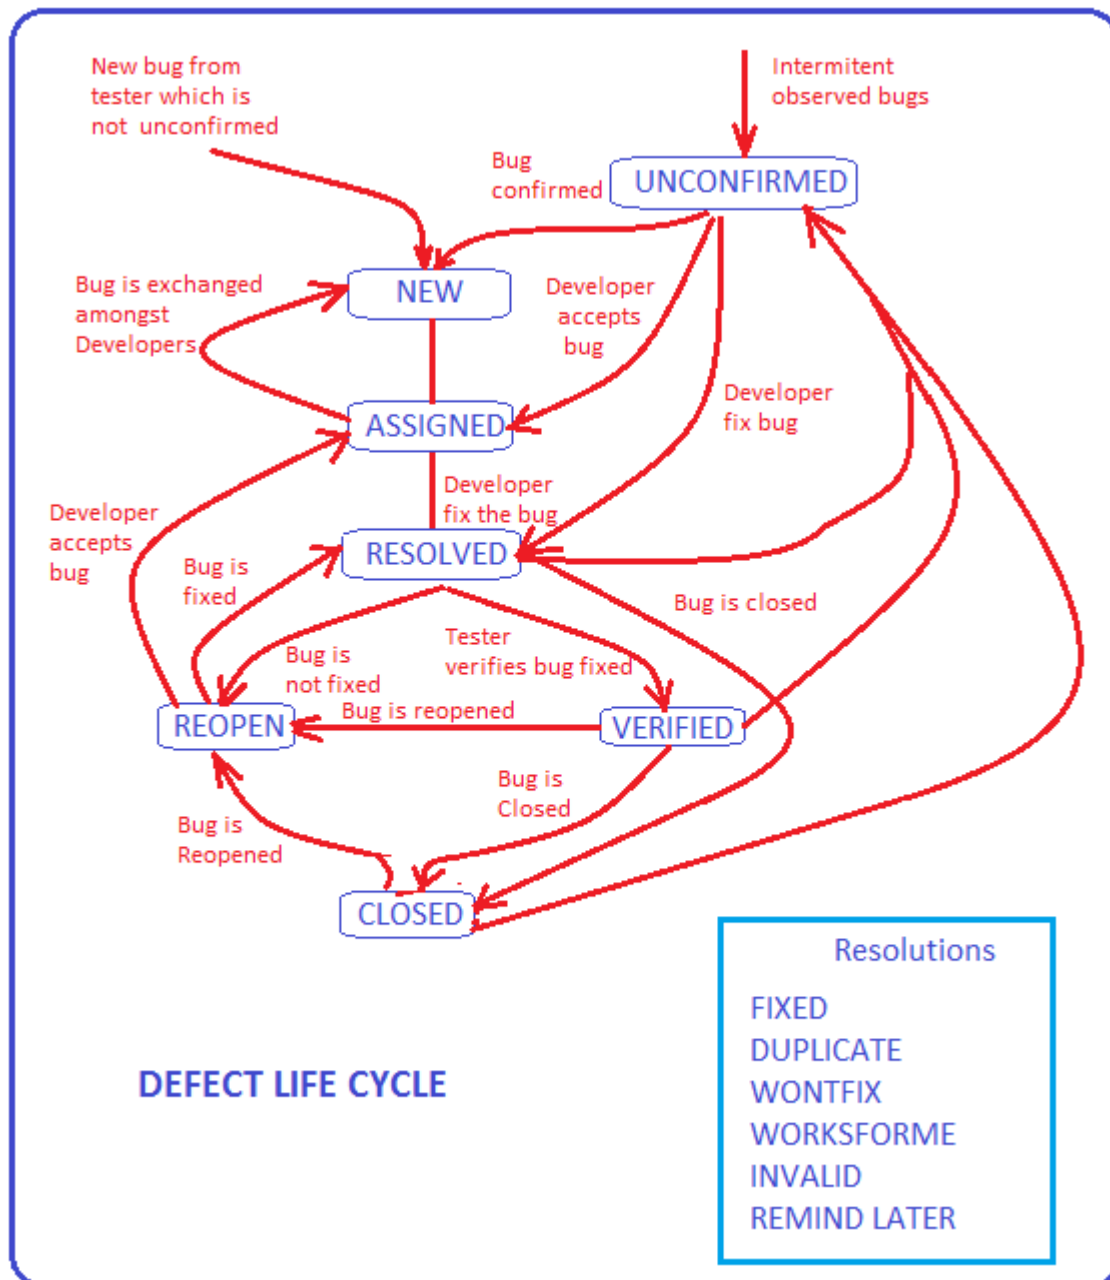 New bug from
tester which is
not unconfirmed
Intermitent
observed bugs
Bug
confirmed
UNCONFIRMED
NEW
Bug is exchanged
amongst
Developers
Developer
accepts
bug
Developer
fix bug
ASSIGNED
Developer
fix the bug
Developer
accepts
bug
RESOLVED
Bug is
fixed
Bug is closed
Bug is
not fixed
Tester
verifies bug fixed
Bug is reopened
REOPEN
VERIFIED
Bug is
Closed
Bug is
Reopened
CLOSED
Resolutions
FIXED
DUPLICATE
WONTFIX
WORKSFORME
INVALID
REMIND LATER
DEFECT LIFE CYCLE